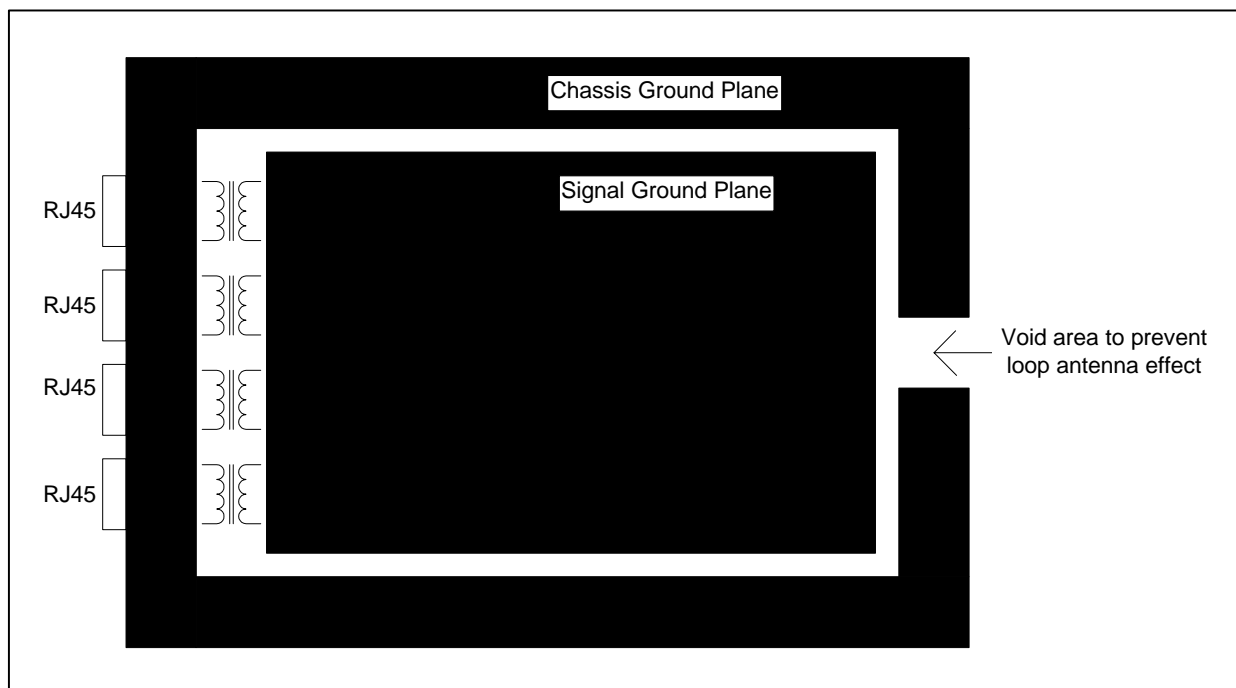 Chassis Ground Plane
Signal Ground Plane
RJ45
RJ45
RJ45
RJ45
Void area to prevent
loop antenna effect